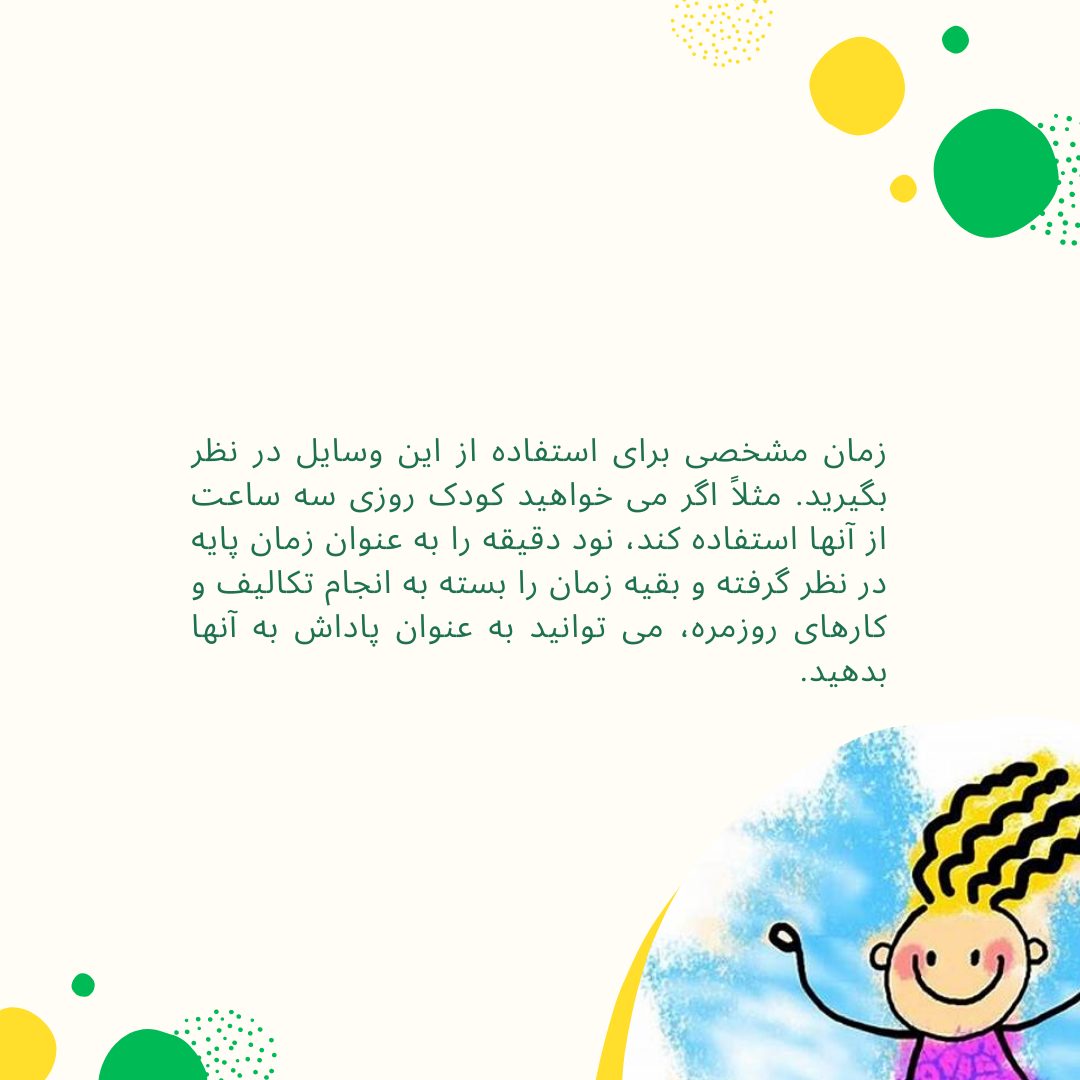 زمان مشخصی برای استفاده از این وسایل در نظر
بگیرید. مثلاً اگر می خواهید کودک روزی سه ساعت
از آنها استفاده کند، نود دقیقه را به عنوان زمان پایه
در نظر گرفته و بقیه زمان را بسته به انجام تکالیف و
کارهای روزمره، می توانید به عنوان پاداش به آنها
بدهید.